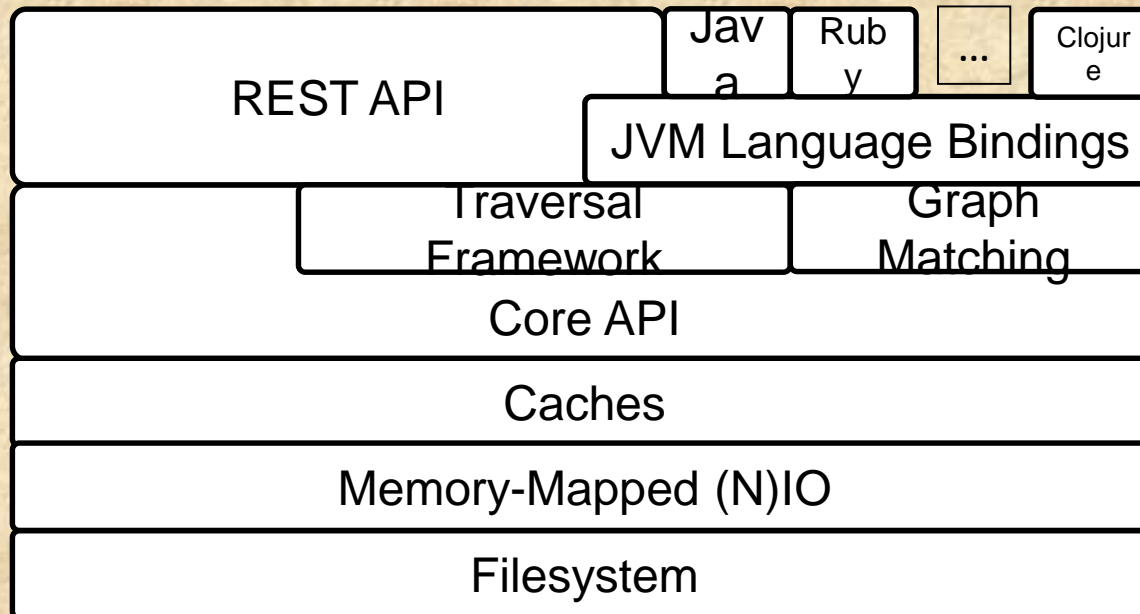 Jav
a
Rub
y
...
Clojur
e
REST API
JVM Language Bindings
Traversal
Framework
Graph
Matching
Core API
Caches
Memory-Mapped (N)IO
Filesystem